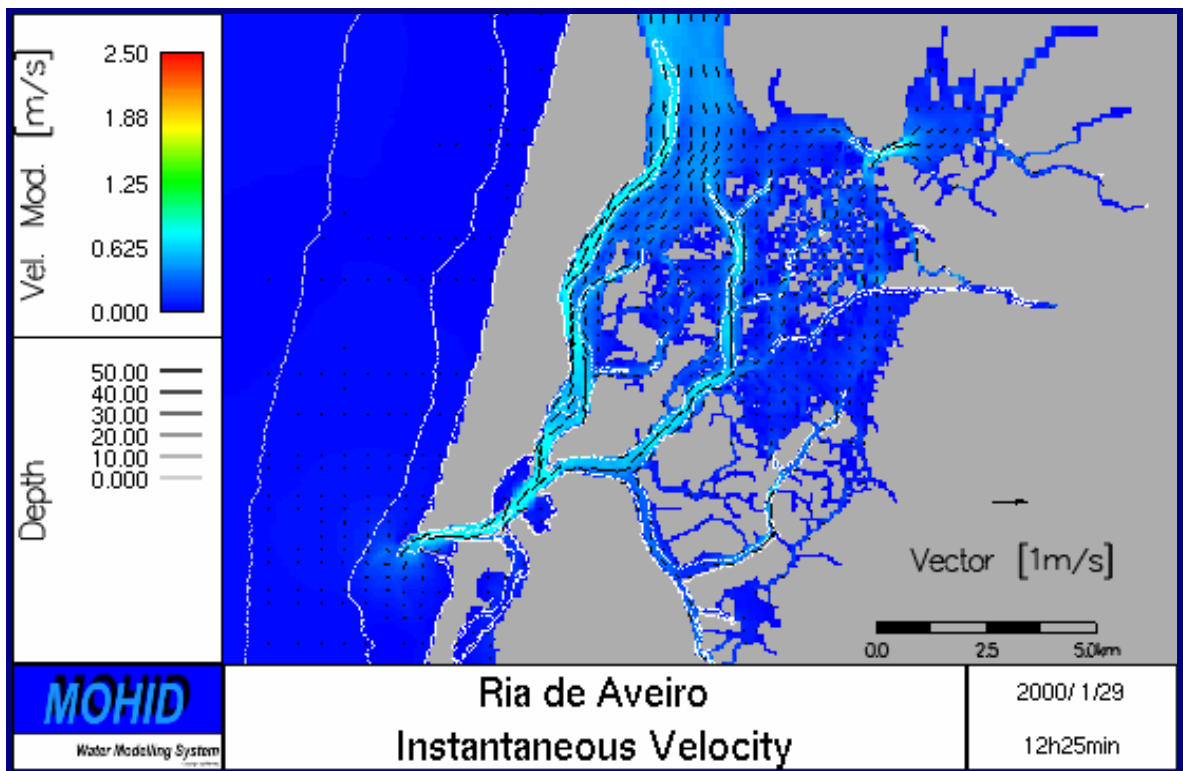 Vel. Mod. [m/s]
2.50
1.88
1.25
0.625
0.000
Depth
50.00
40.00
30.00
20.00
10.00
0.000
Vector [1m/s]
0.0 2.5 5.0km
MOHID
Water Modelling System
Ria de Aveiro
Instantaneous Velocity
2000/ 1/29
12h25min